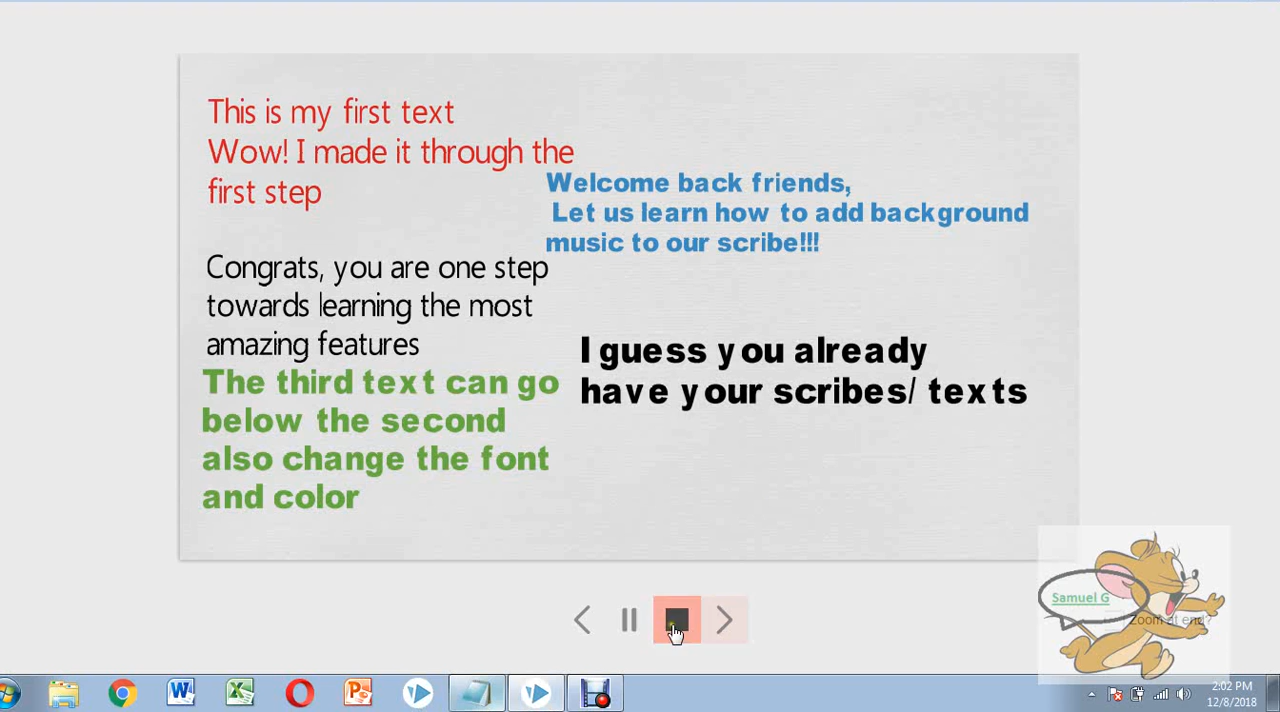 This is my first text
Wow! I made it through the
first step
Congrats, you are one step
towards learning the most
amazing features
The third text can go
below the second
also change the font
and color
Welcome back friends,
Let us learn how to add background
music to our scribe!!!
I guess you already
have your scribes/ texts
Samuel G
Zoom at end?
2:02 PM
12/8/2018